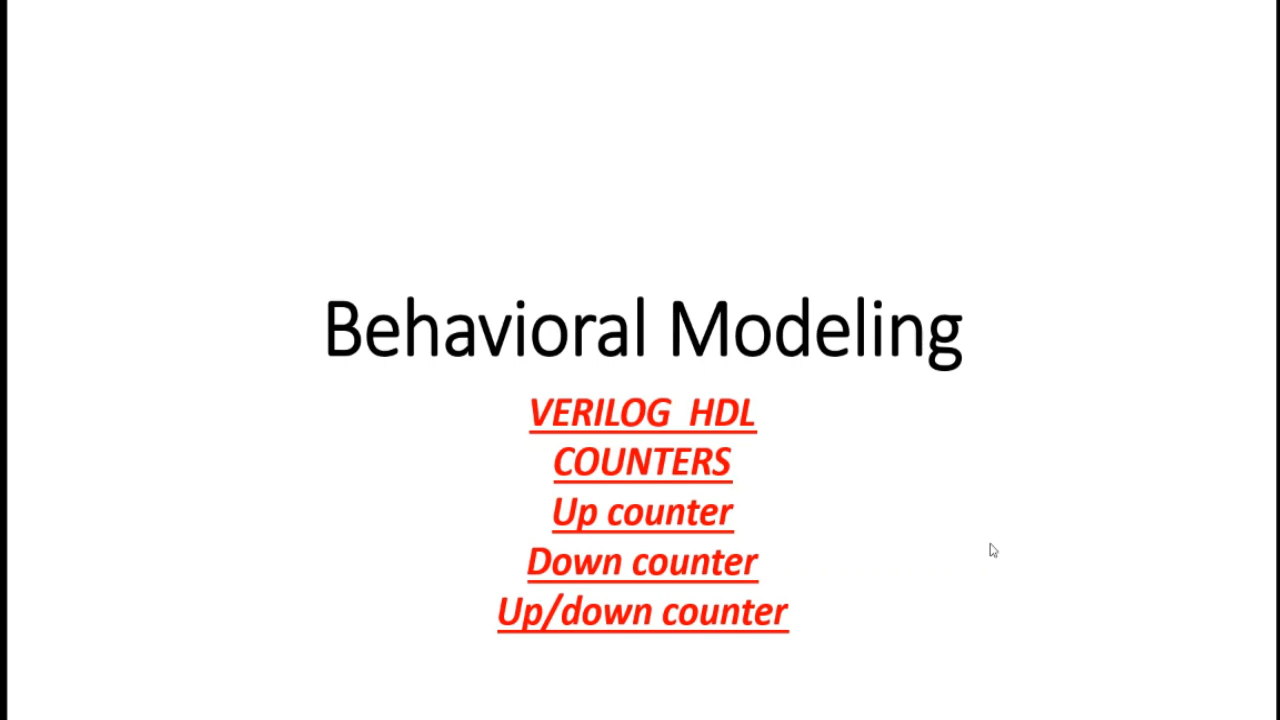 Behavioral Modeling
VERILOG HDL
COUNTERS
Up counter
Down counter
Up/down counter